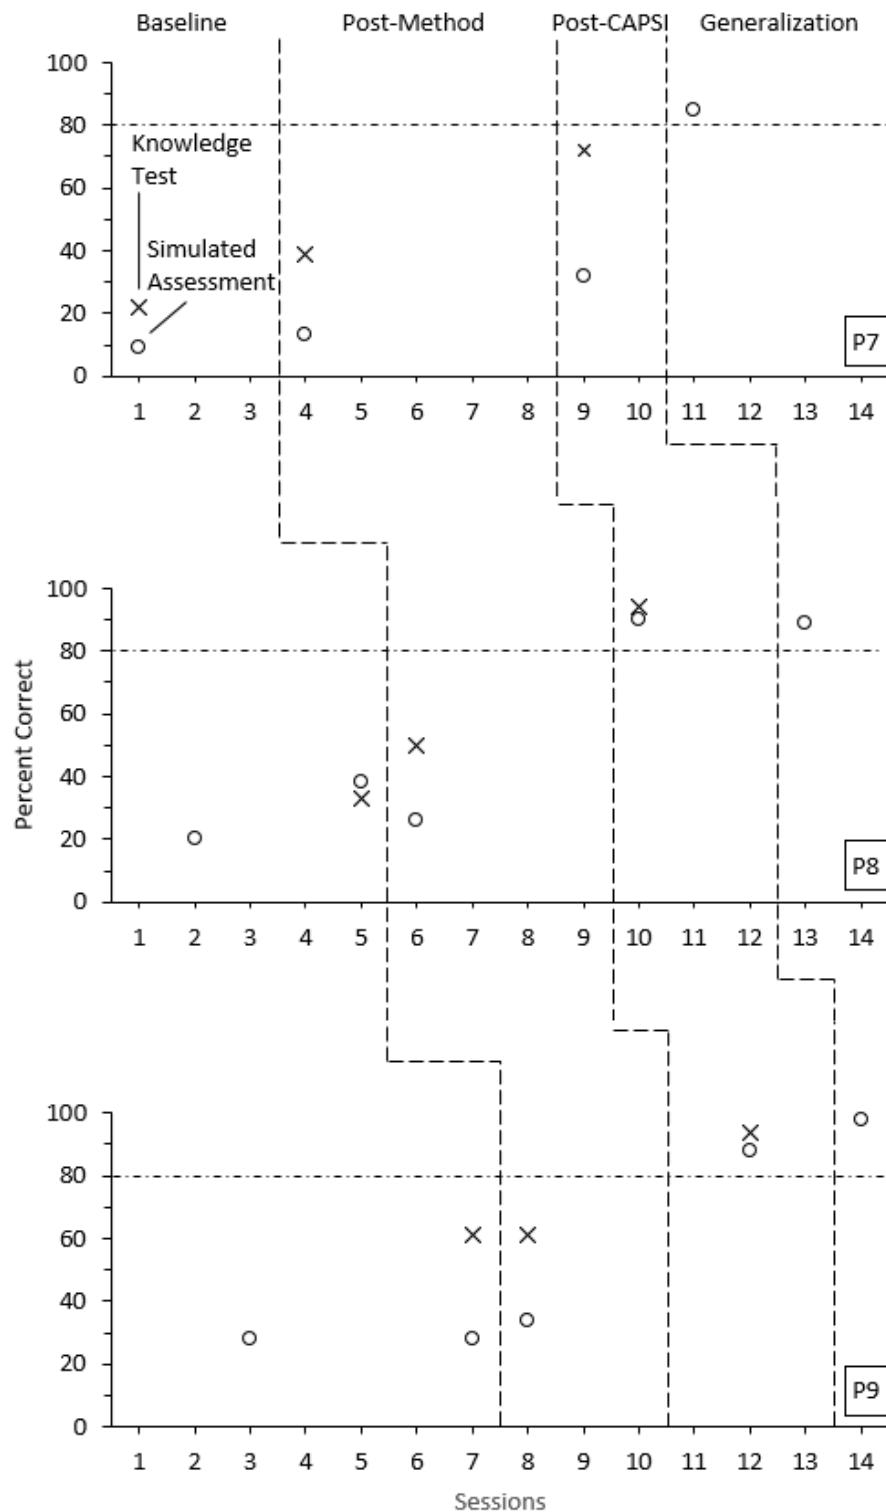 Baseline Post-Method Post-CAPSI Generalization
100
80
Knowledge
Test
60
40
Simulated
Assessment
20
0
P7
1 2 3 4 5 6 7 8 9 10 11 12 13 14
100
80
60
40
20
0
P8
Percent Correct
1 2 3 4 5 6 7 8 9 10 11 12 13 14
100
80
60
40
20
0
P9
1 2 3 4 5 6 7 8 9 10 11 12 13 14
Sessions